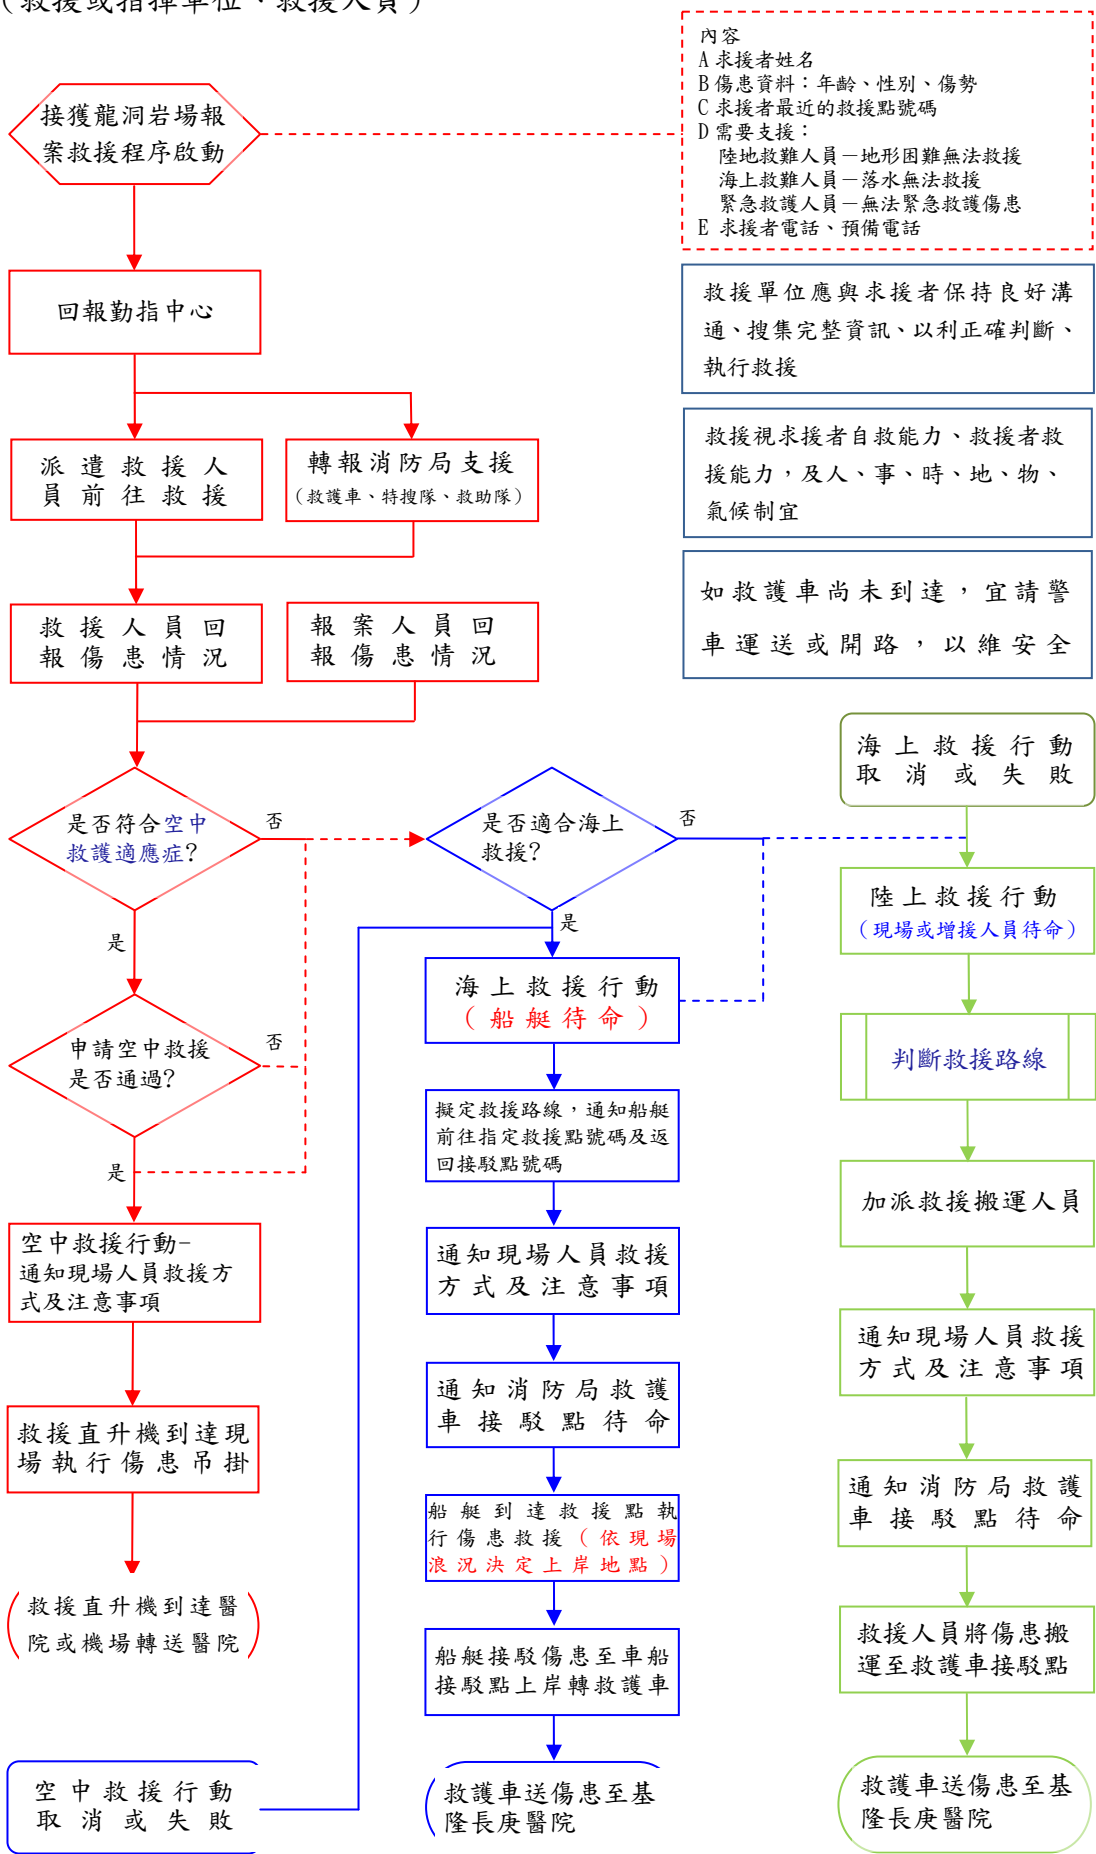 （救援或指揮單位、救援人員）
內容
A 求援者姓名
B 傷患資料：年齡、性別、傷勢
C 求援者最近的救援點號碼
D 需要支援：
陸地救難人員－地形困難無法救援
海上救難人員－落水無法救援
緊急救護人員－無法緊急救護傷患
E 求援者電話、預備電話
接獲龍洞岩場報
案救援程序啟動
回報勤指中心
救援單位應與求援者保持良好溝
通、搜集完整資訊、以利正確判斷、
執行救援
派遣救援人
員前往救援
轉報消防局支援
（救護車、特搜隊、救助隊）
救援視求援者自救能力、救援者救
援能力，及人、事、時、地、物、
氣候制宜
救援人員回
報傷患情況
報案人員回
報傷患情況
如救護車尚未到達，宜請警
車運送或開路，以維安全
是否符合空中
救護適應症?
否
是
申請空中救援
是否通過?
否
是
空中救援行動-
通知現場人員救援方
式及注意事項
救援直升機到達現
場執行傷患吊掛
救援直升機到達醫
院或機場轉送醫院
空中救援行動
取消或失敗
是否適合海上
救援?
否
是
海上救援行動
（船艇待命）
擬定救援路線，通知船艇
前往指定救援點號碼及返
回接駁點號碼
通知現場人員救援
方式及注意事項
通知消防局救護
車接駁點待命
船艇到達救援點執
行傷患救援（依現場
浪況決定上岸地點）
船艇接駁傷患至車船
接駁點上岸轉救護車
救護車送傷患至基
隆長庚醫院
海上救援行動
取消或失敗
陸上救援行動
（現場或增援人員待命）
判斷救援路線
加派救援搬運人員
通知現場人員救援
方式及注意事項
通知消防局救護
車接駁點待命
救援人員將傷患搬
運至救護車接駁點
救護車送傷患至基
隆長庚醫院